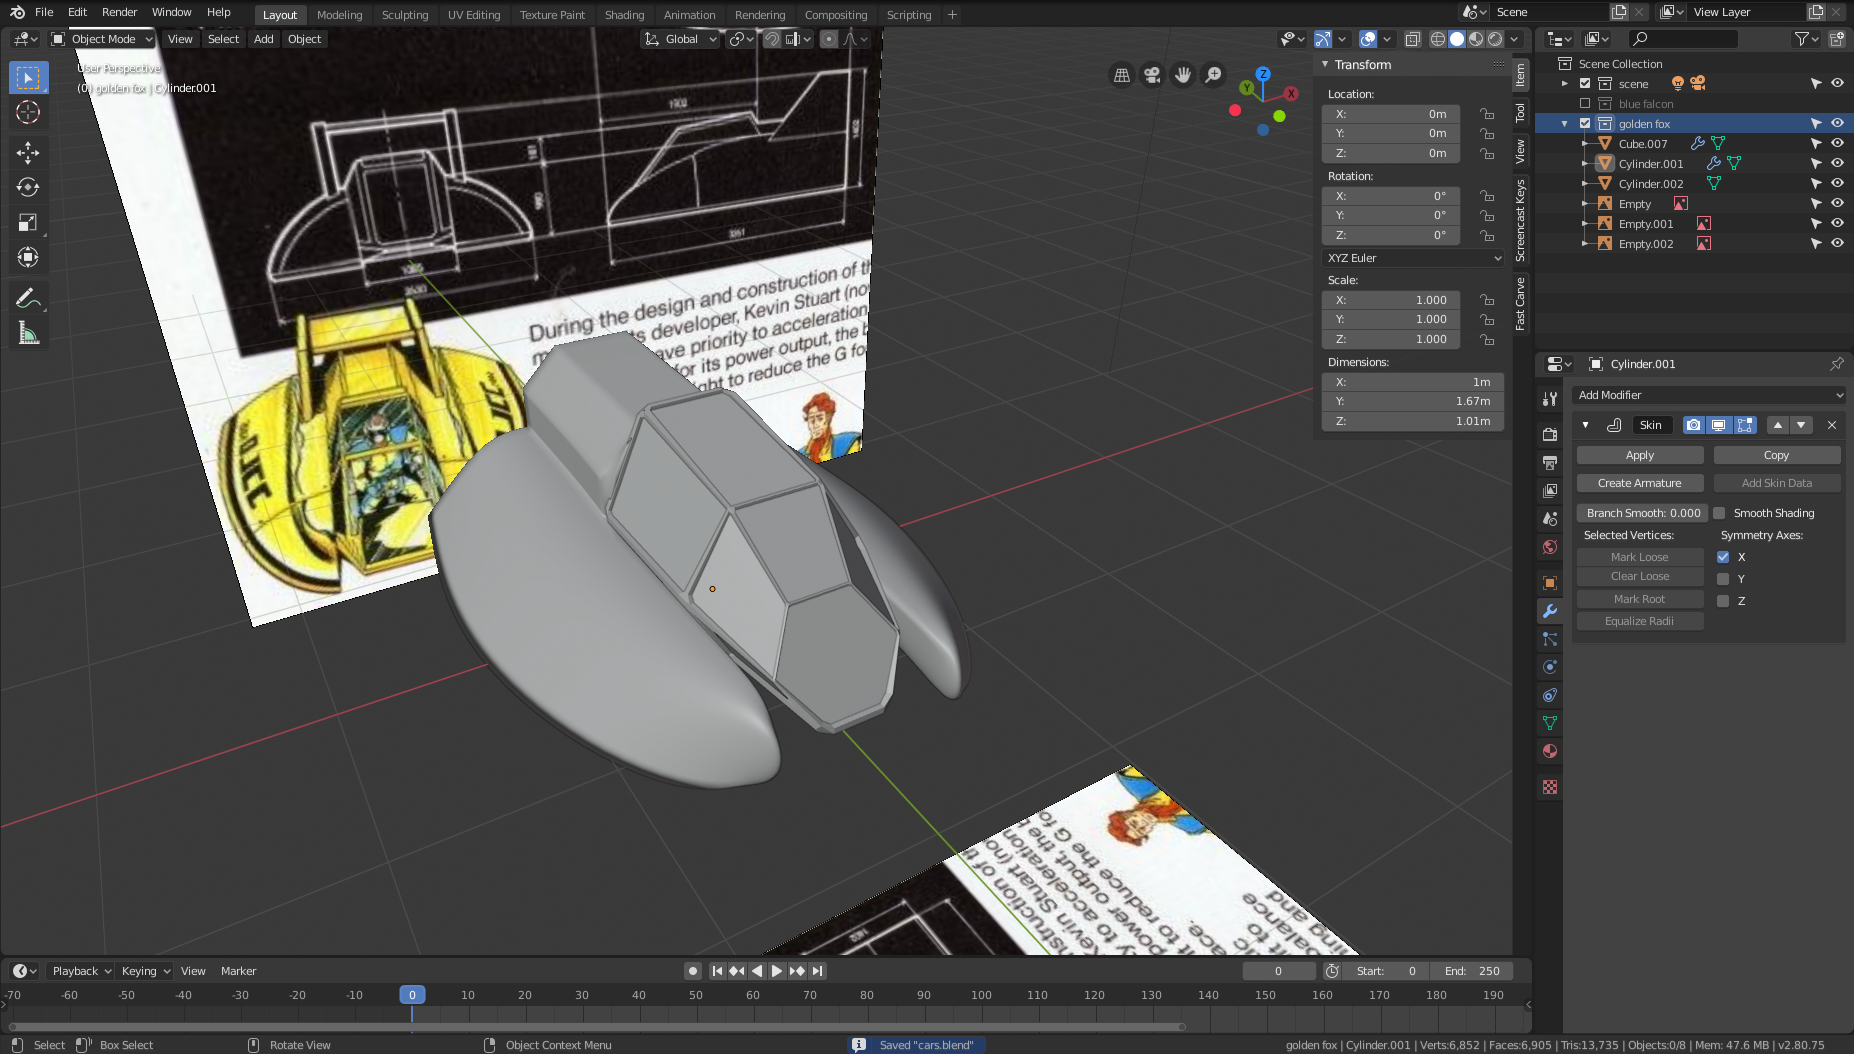 File Edit Render Window Help
Layout Modeling Sculpting UV Editing Texture Paint Shading Animation Rendering Compositing Scripting +
Scene
View Layer
Object Mode View Select Add Object
Global
User Perspective
(0) golden fox | Cylinder.001
During the design and construction of th
s developer, Kevin Stuart (no
ave priority to acceleration
for its power output, the b
ght to reduce the G fo
Z
Y
X
Transform
Location:
X: 0m
Y: 0m
Z: 0m
Rotation:
X: 0°
Y: 0°
Z: 0°
XYZ Euler
Scale:
X: 1.000
Y: 1.000
Z: 1.000
Dimensions:
X: 1m
Y: 1.67m
Z: 1.01m
Item
Tool
View
Screencast Keys
Fast Carve
Scene Collection
scene
blue falcon
golden fox
Cube.007
Cylinder.001
Cylinder.002
Empty
Empty.001
Empty.002
Cylinder.001
Add Modifier
Skin
Apply Copy
Create Armature Add Skin Data
Branch Smooth: 0.000 Smooth Shading
Selected Vertices: Symmetry Axes:
Mark Loose X
Clear Loose Y
Mark Root Z
Equalize Radii
Playback Keying View Marker
0 Start: 0 End: 250
-70 -60 -50 -40 -30 -20 -10 0 10 20 30 40 50 60 70 80 90 100 110 120 130 140 150 160 170 180 190
Select Box Select Rotate View Object Context Menu Saved "cars.blend" golden fox | Cylinder.001 | Verts:6,852 | Faces:6,905 | Tris:13,735 | Objects:0/8 | Mem: 47.6 MB | v2.80.75